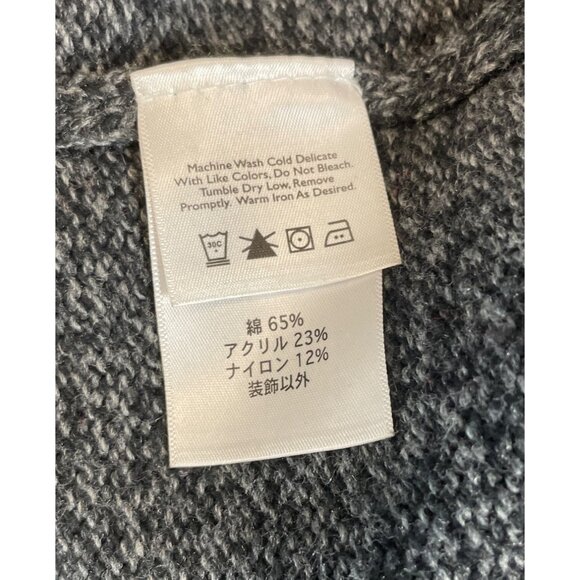 Machine Wash Cold Delicate
With Like Colors, Do Not Bleach.
Tumble Dry Low, Remove
Promptly. Warm Iron As Desired.
30C
綿 65%
アクリル 23%
ナイロン 12%
装飾以外